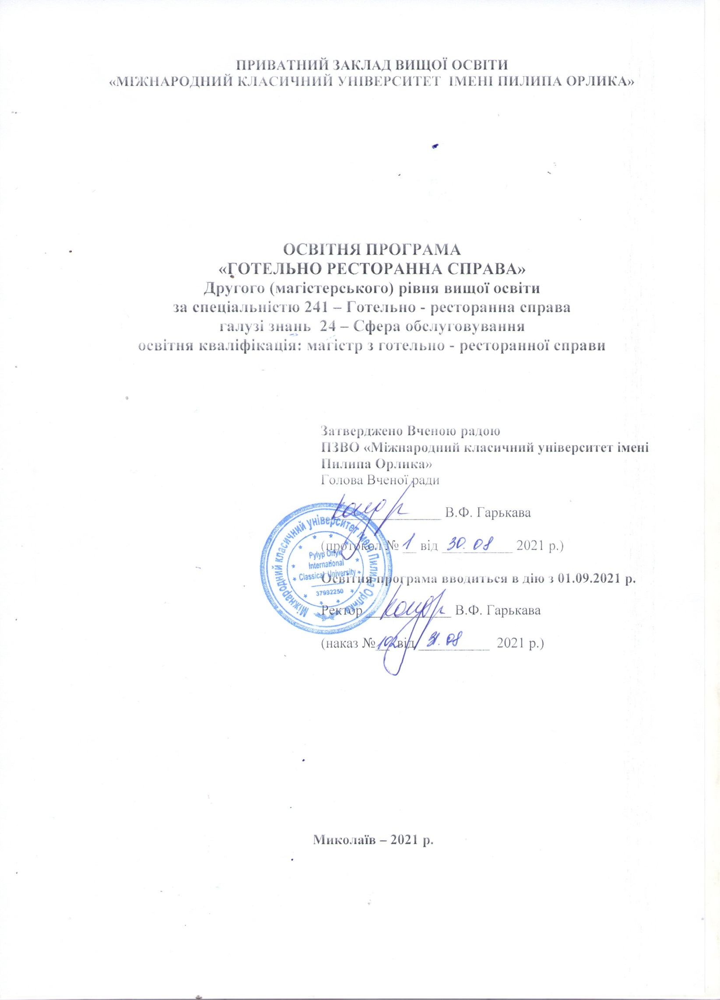 ПРИВАТНИЙ ЗАКЛАД ВИЩОЇ ОСВІТИ
«МІЖНАРОДНИЙ КЛАСИЧНИЙ УНІВЕРСИТЕТ ІМЕНІ ПИЛИПА ОРЛИКА»
ОСВІТНЯ ПРОГРАМА
«ГОТЕЛЬНО РЕСТОРАННА СПРАВА»
Другого (магістерського) рівня вищої освіти
за спеціальністю 241 – Готельно - ресторанна справа
галузі знань 24 – Сфера обслуговування
освітня кваліфікація: магістр з готельно - ресторанної справи
Затверджено Вченою радою
ПЗВО «Міжнародний класичний університет імені
Пилипа Орлика»
Голова Вченої ради
В.Ф. Гарькава
(протокол № 1 від 30.08 2021 р.)
Освітня програма вводиться в дію з 01.09.2021 р.
Ректор В.Ф. Гарькава
(наказ № 102 від 31.08 2021 р.)
Міжнародний класичний університет імені Пилипа Орлика
Pylyp Orlyk
International
Classical University
37992250
Миколаїв – 2021 р.